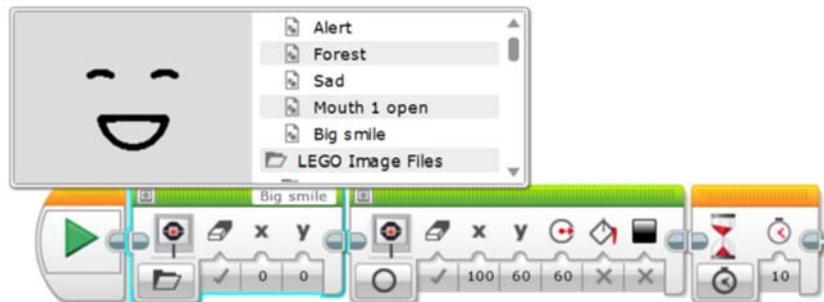 Alert
Forest
Sad
Mouth 1 open
Big smile
LEGO Image Files
Big smile
x y x y
0 0 100 60 60 10